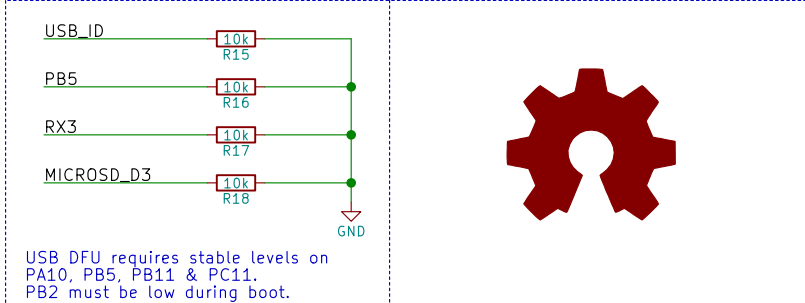 USB_ID
10k
R15
PB5
10k
R16
RX3
10k
R17
MICROSD_D3
10k
R18
GND
USB DFU requires stable levels on
PA10, PB5, PB11 & PC11.
PB2 must be low during boot.